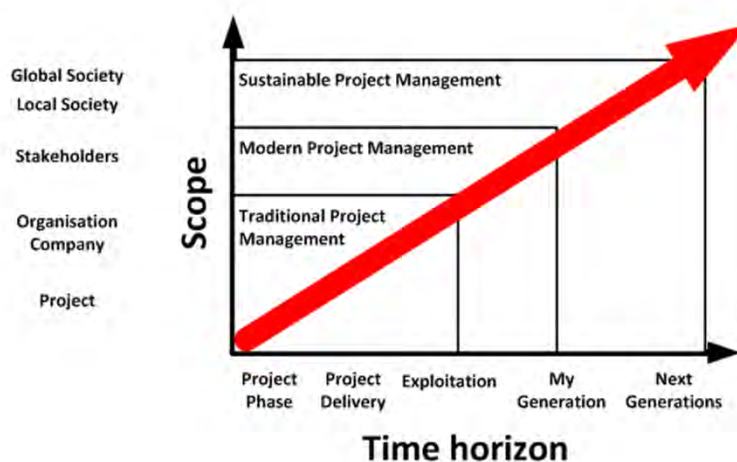 Global Society
Local Society
Stakeholders
Organisation
Company
Project
Scope
Sustainable Project Management
Modern Project Management
Traditional Project
Management
Project
Phase
Project
Delivery
Exploitation
My
Generation
Next
Generations
Time horizon